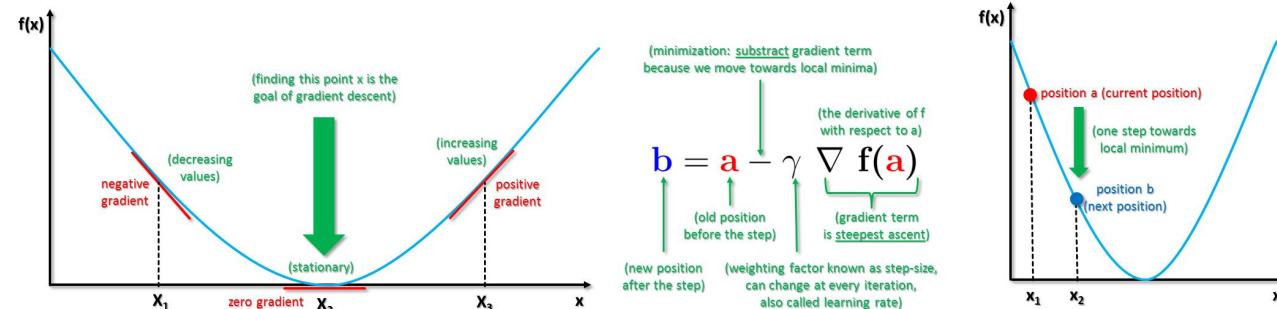 f(x)
(finding this point x is the
goal of gradient descent)
(decreasing
values)
negative
gradient
(increasing
values)
positive
gradient
(stationary)
X₁
zero gradient
X₂
X₃
x
(minimization: substract gradient term
because we move towards local minima)
(the derivative of f
with respect to a)
b = a − γ ∇ f(a)
(old position
before the step)
(gradient term
is steepest ascent)
(new position
after the step)
(weighting factor known as step-size,
can change at every iteration,
also called learning rate)
f(x)
position a (current position)
(one step towards
local minimum)
position b
(next position)
x₁
x₂
x